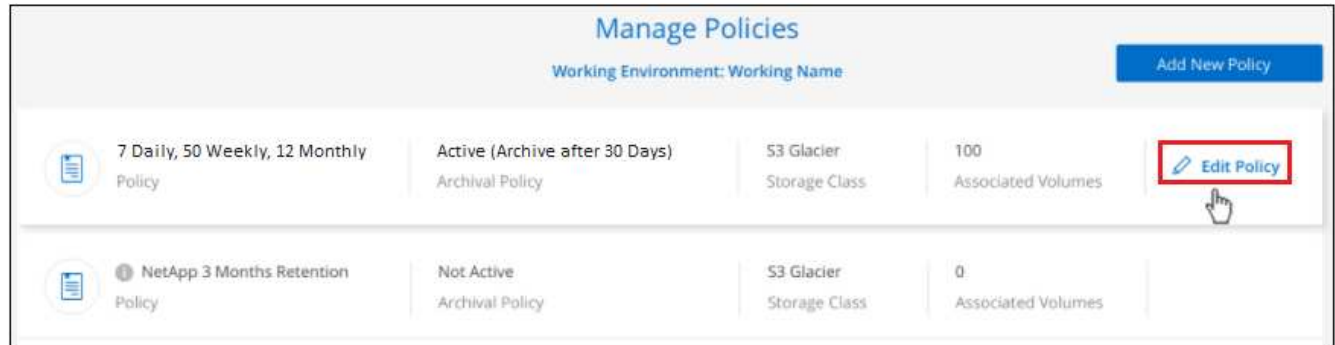 Manage Policies
Working Environment: Working Name
Add New Policy
7 Daily, 50 Weekly, 12 Monthly
Policy
Active (Archive after 30 Days)
Archival Policy
S3 Glacier
Storage Class
100
Associated Volumes
Edit Policy
NetApp 3 Months Retention
Policy
Not Active
Archival Policy
S3 Glacier
Storage Class
0
Associated Volumes